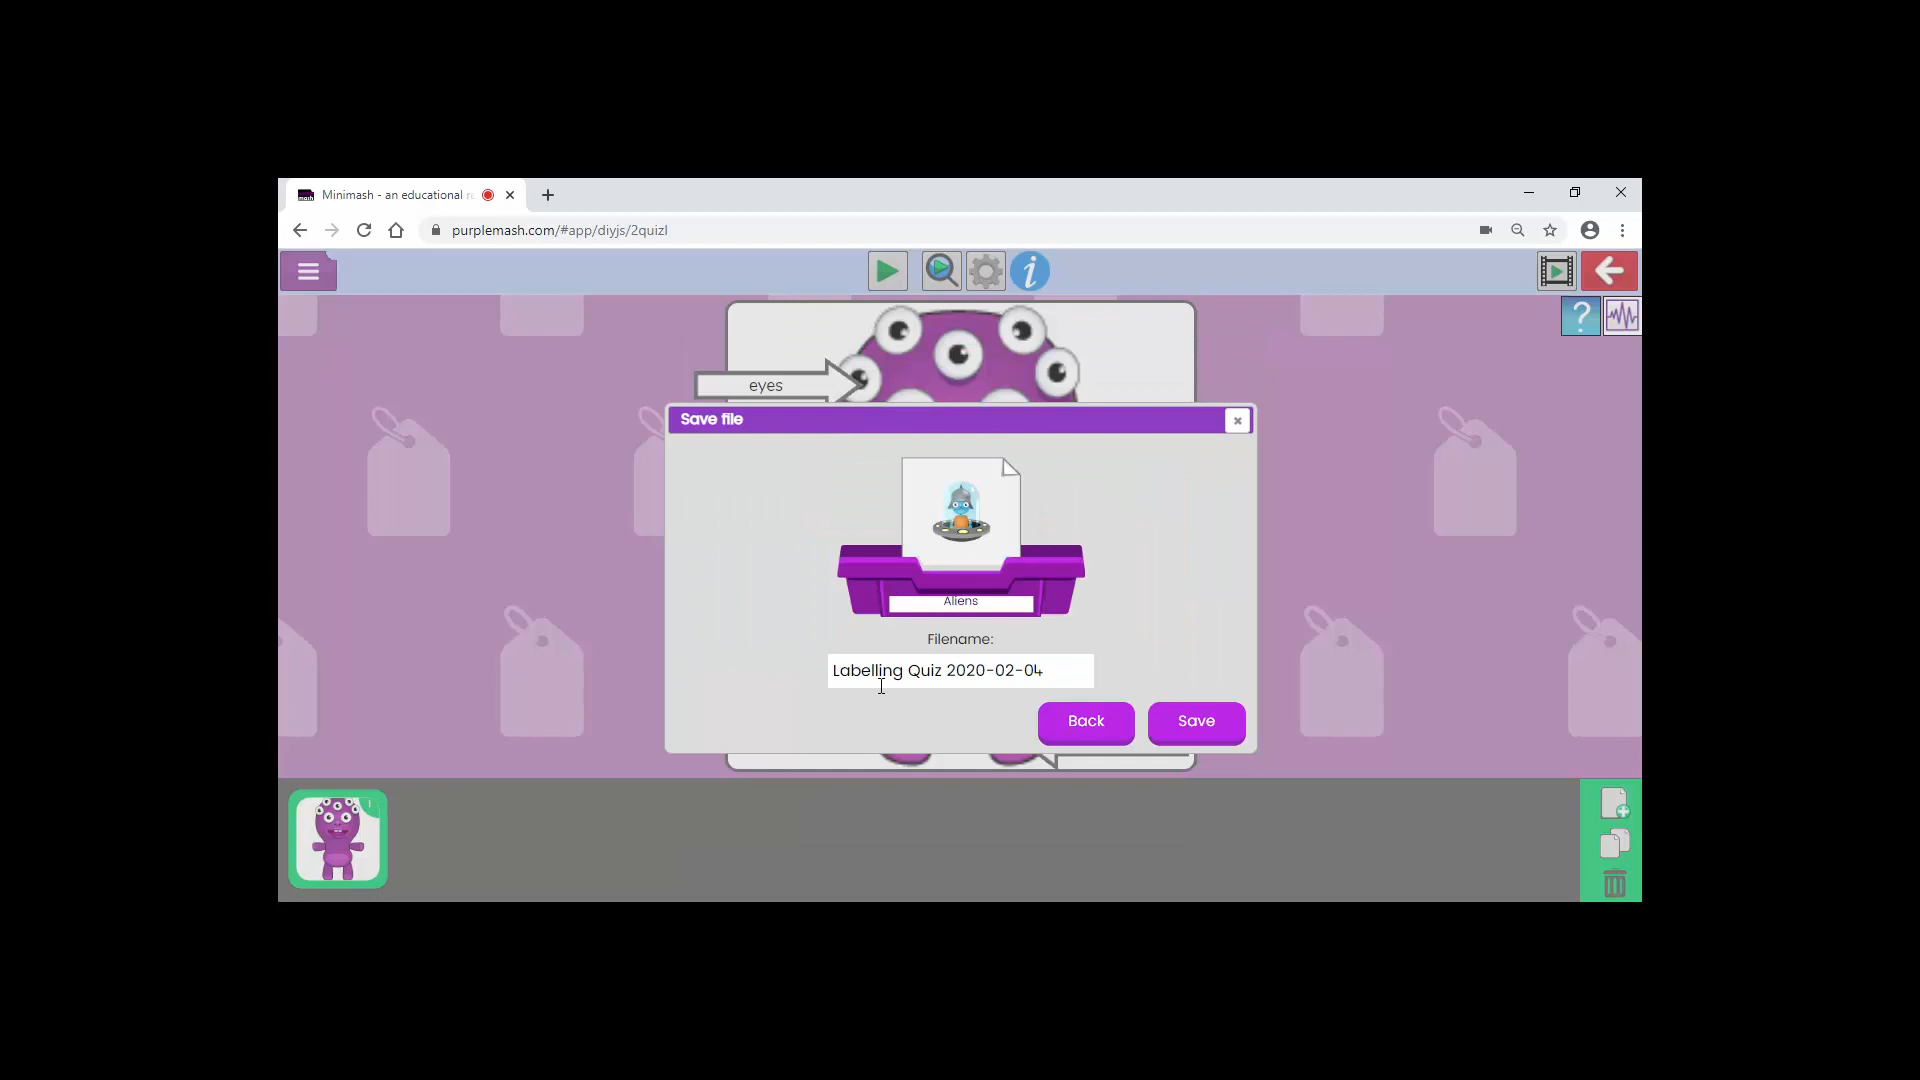 Minimash - an educational r
purplemash.com/#app/diyjs/2quizl
eyes
Save file
Aliens
Filename:
Labelling Quiz 2020-02-04
Back
Save
1